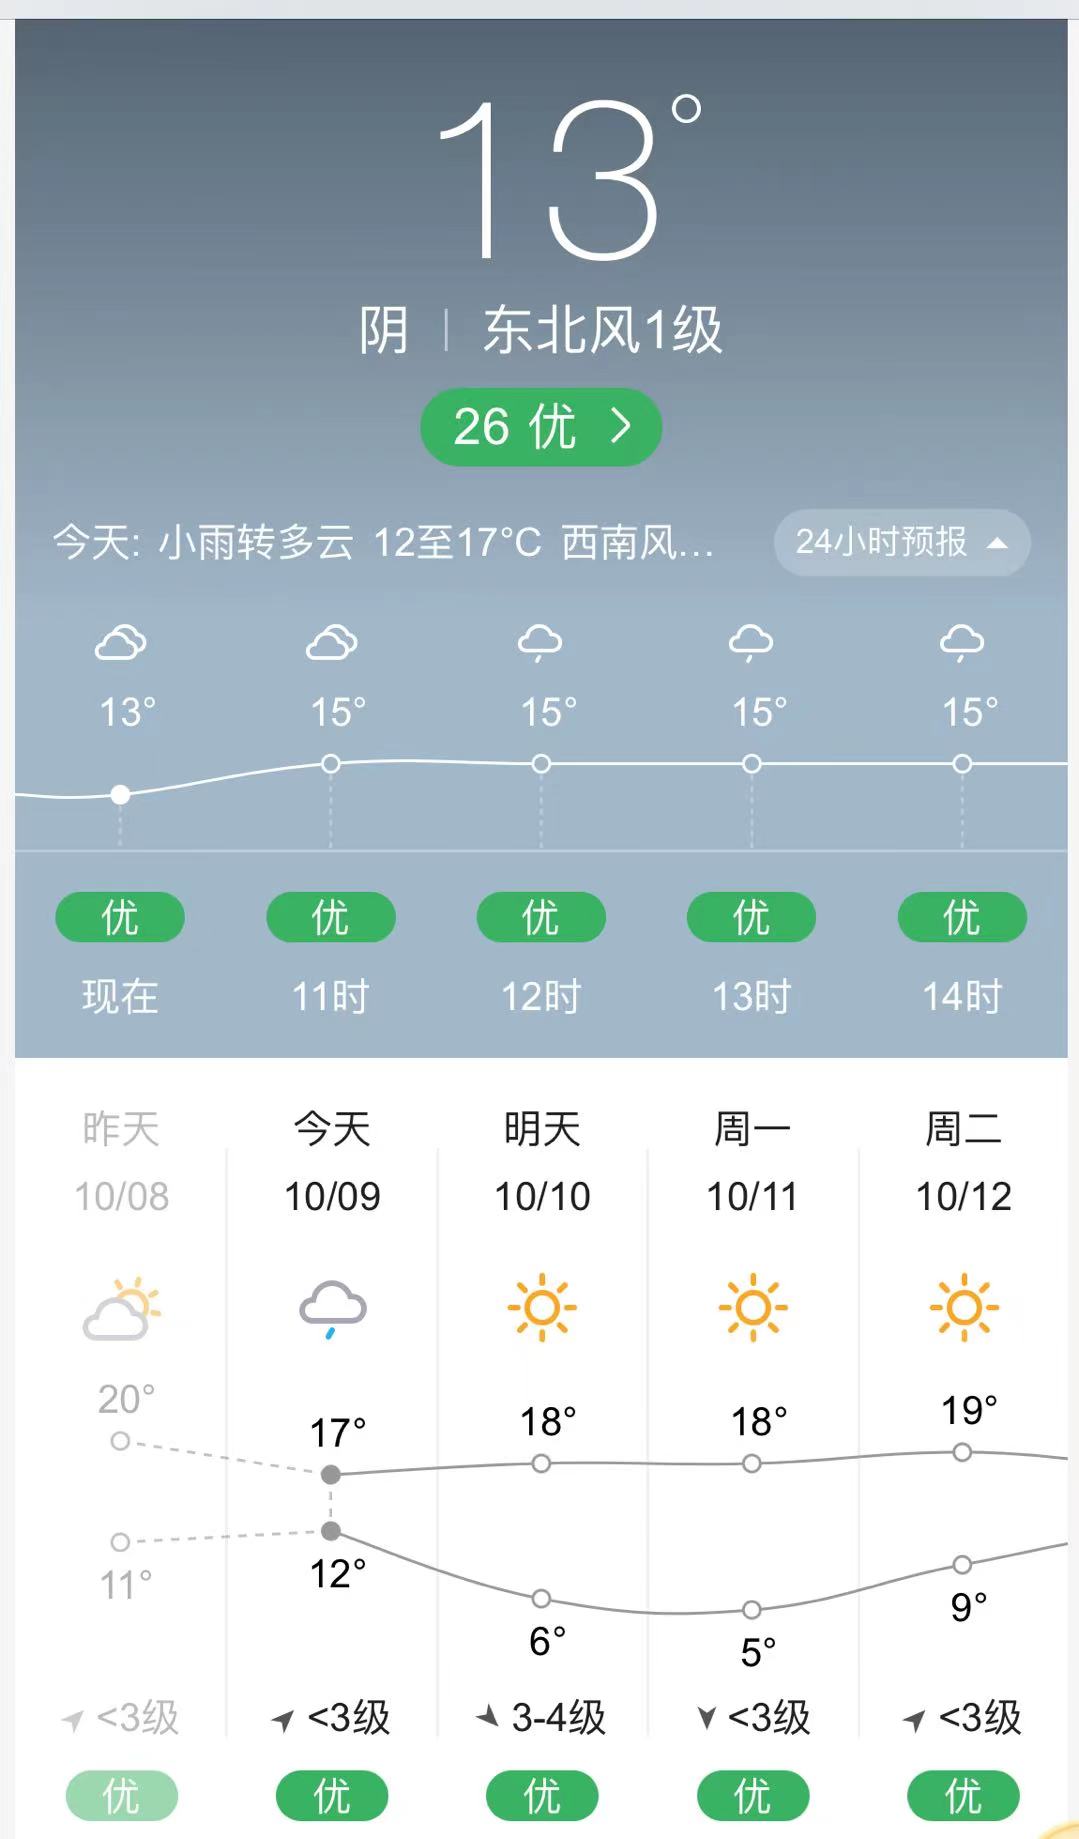 13°
阴 | 东北风1级
26 优 >
今天: 小雨转多云 12至17°C 西南风...
24小时预报
13° 15° 15° 15° 15°
优 优 优 优 优
现在 11时 12时 13时 14时
昨天 今天 明天 周一 周二
10/08 10/09 10/10 10/11 10/12
20° 17° 18° 18° 19°
11° 12° 6° 5° 9°
<3级 <3级 3-4级 <3级 <3级
优 优 优 优 优